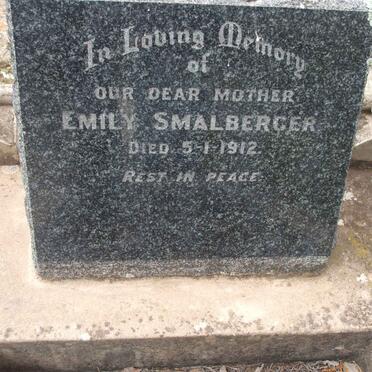 In Loving Memory
of
OUR DEAR MOTHER
EMILY SMALBERGER
DIED 5-1-1912
REST IN PEACE